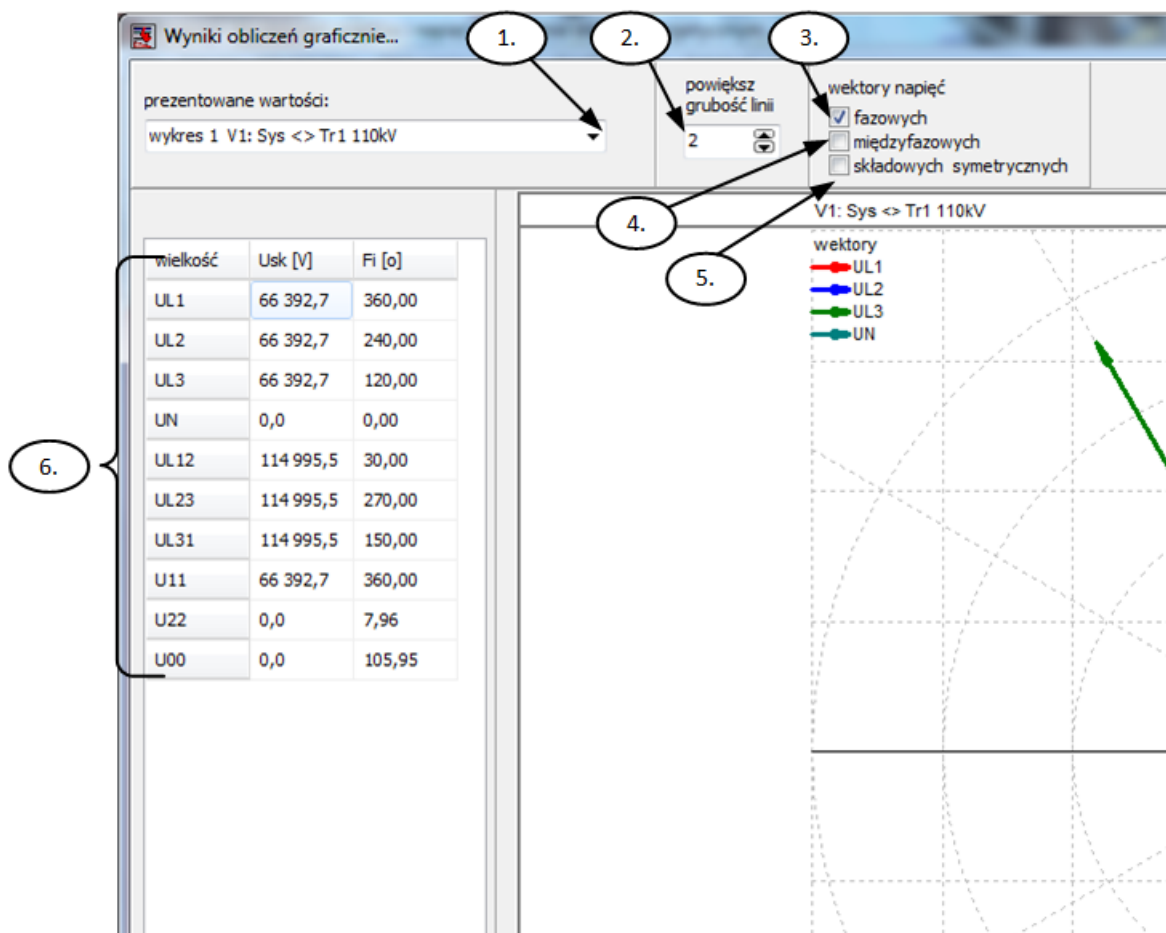 Wyniki obliczeń graficznie...
1.
2.
3.
prezentowane wartości:
wykres 1 V1: Sys <> Tr1 110kV
powiększ
grubość linii
2
wektory napięć
fazowych
międzyfazowych
składowych symetrycznych
4.
5.
V1: Sys <> Tr1 110kV
wektory
UL1
UL2
UL3
UN
wielkość Usk [V] Fi [o]
UL1 66 392,7 360,00
UL2 66 392,7 240,00
UL3 66 392,7 120,00
UN 0,0 0,00
UL12 114 995,5 30,00
UL23 114 995,5 270,00
UL31 114 995,5 150,00
U11 66 392,7 360,00
U22 0,0 7,96
U00 0,0 105,95
6.